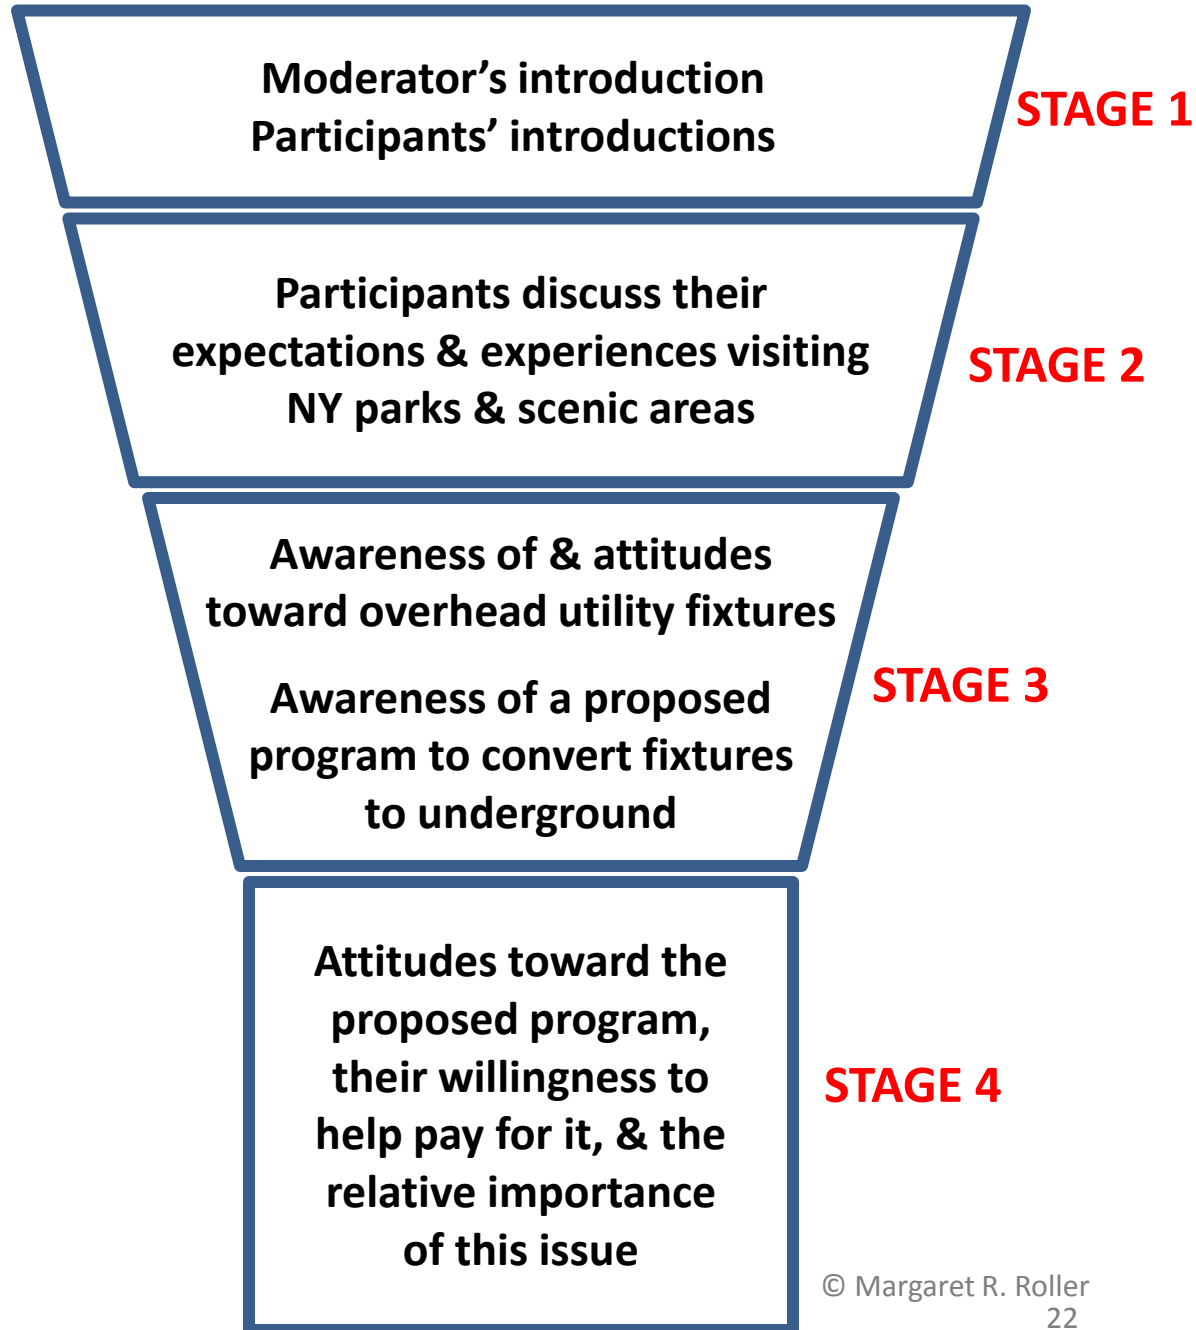 Moderator’s introduction
Participants’ introductions
STAGE 1
Participants discuss their
expectations & experiences visiting
NY parks & scenic areas
STAGE 2
Awareness of & attitudes
toward overhead utility fixtures
Awareness of a proposed
program to convert fixtures
to underground
STAGE 3
Attitudes toward the
proposed program,
their willingness to
help pay for it, & the
relative importance
of this issue
STAGE 4
© Margaret R. Roller
22